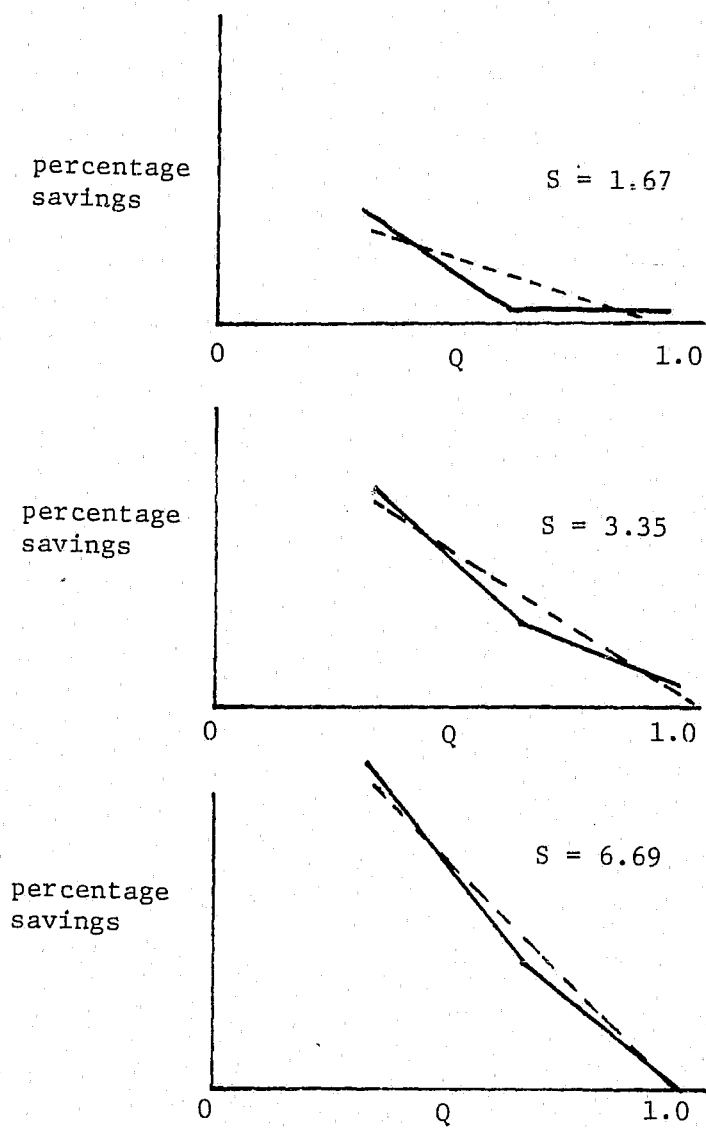 percentage
savings
S = 1.67
0 Q 1.0
percentage
savings
S = 3.35
0 Q 1.0
percentage
savings
S = 6.69
0 Q 1.0